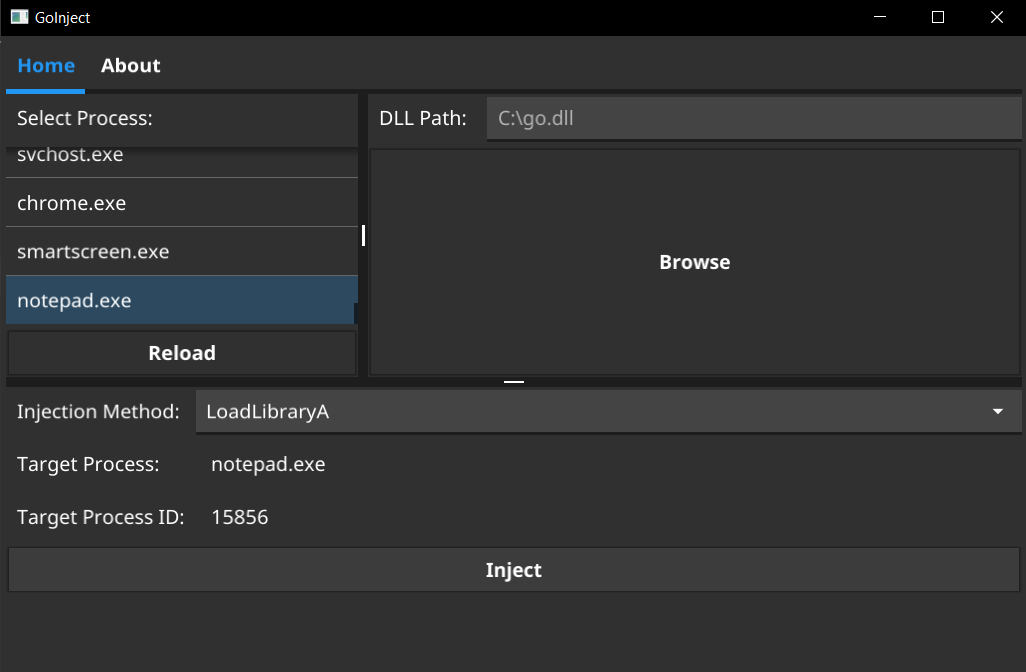 GoInject
Home About
Select Process:
svchost.exe
chrome.exe
smartscreen.exe
notepad.exe
Reload
DLL Path: C:\go.dll
Browse
Injection Method: LoadLibraryA
Target Process: notepad.exe
Target Process ID: 15856
Inject